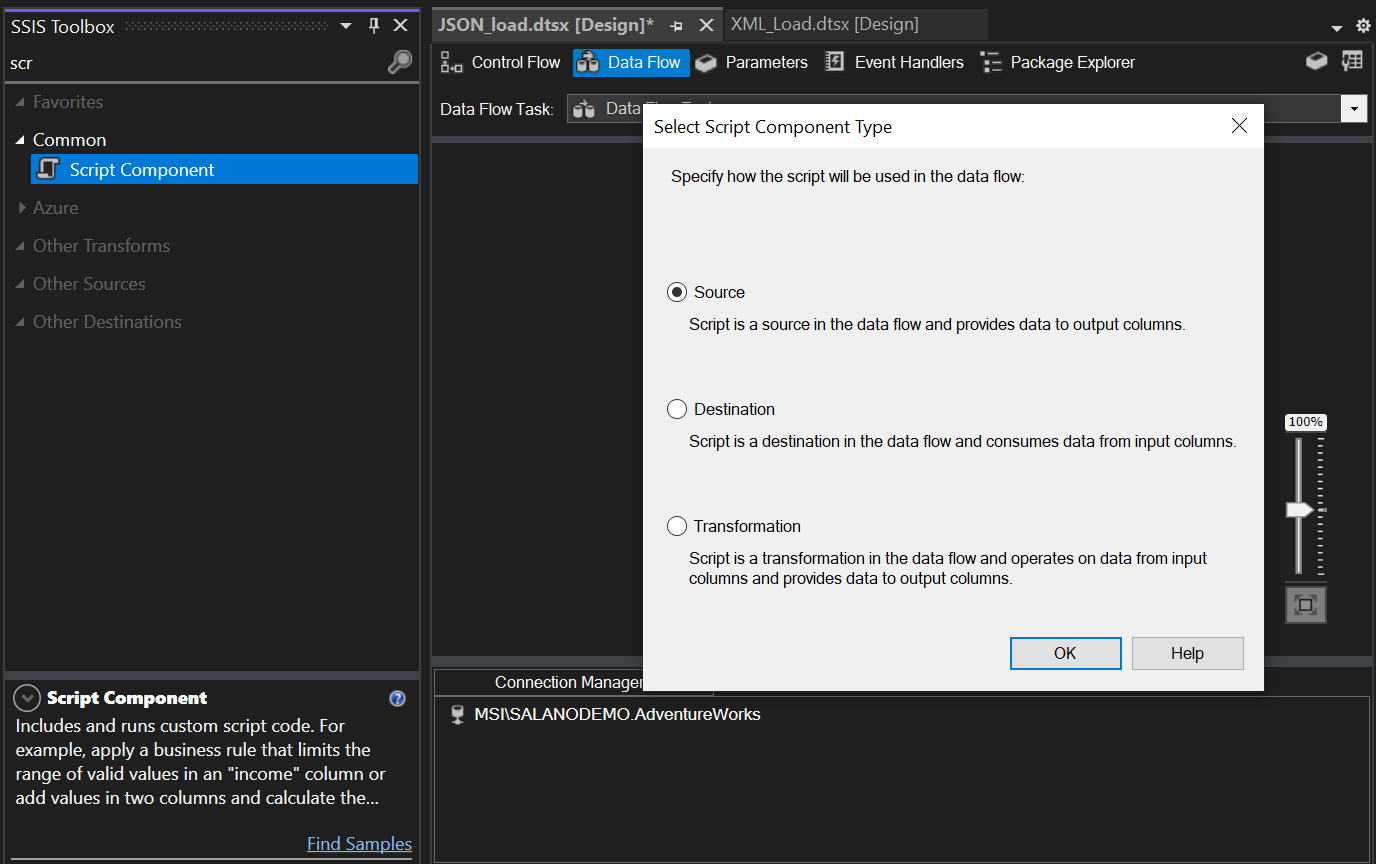 SSIS Toolbox
scr
Favorites
Common
Script Component
Azure
Other Transforms
Other Sources
Other Destinations
Script Component
Includes and runs custom script code. For
example, apply a business rule that limits the
range of valid values in an "income" column or
add values in two columns and calculate the...
Find Samples
JSON_load.dtsx [Design]*
XML_Load.dtsx [Design]
Control Flow
Data Flow
Parameters
Event Handlers
Package Explorer
Data Flow Task:
Data
Select Script Component Type
Specify how the script will be used in the data flow:
Source
Script is a source in the data flow and provides data to output columns.
Destination
Script is a destination in the data flow and consumes data from input columns.
Transformation
Script is a transformation in the data flow and operates on data from input
columns and provides data to output columns.
OK
Help
100%
Connection Manager
MSI\SALANODEMO.AdventureWorks